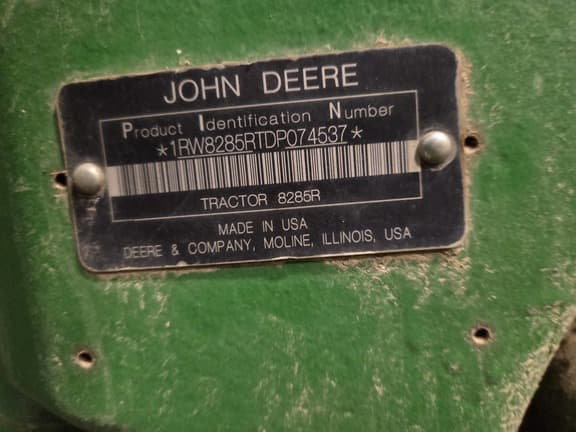 JOHN DEERE
Product Identification Number
*1RW8285RTDP074537*
TRACTOR 8285R
MADE IN USA
DEERE & COMPANY, MOLINE, ILLINOIS, USA